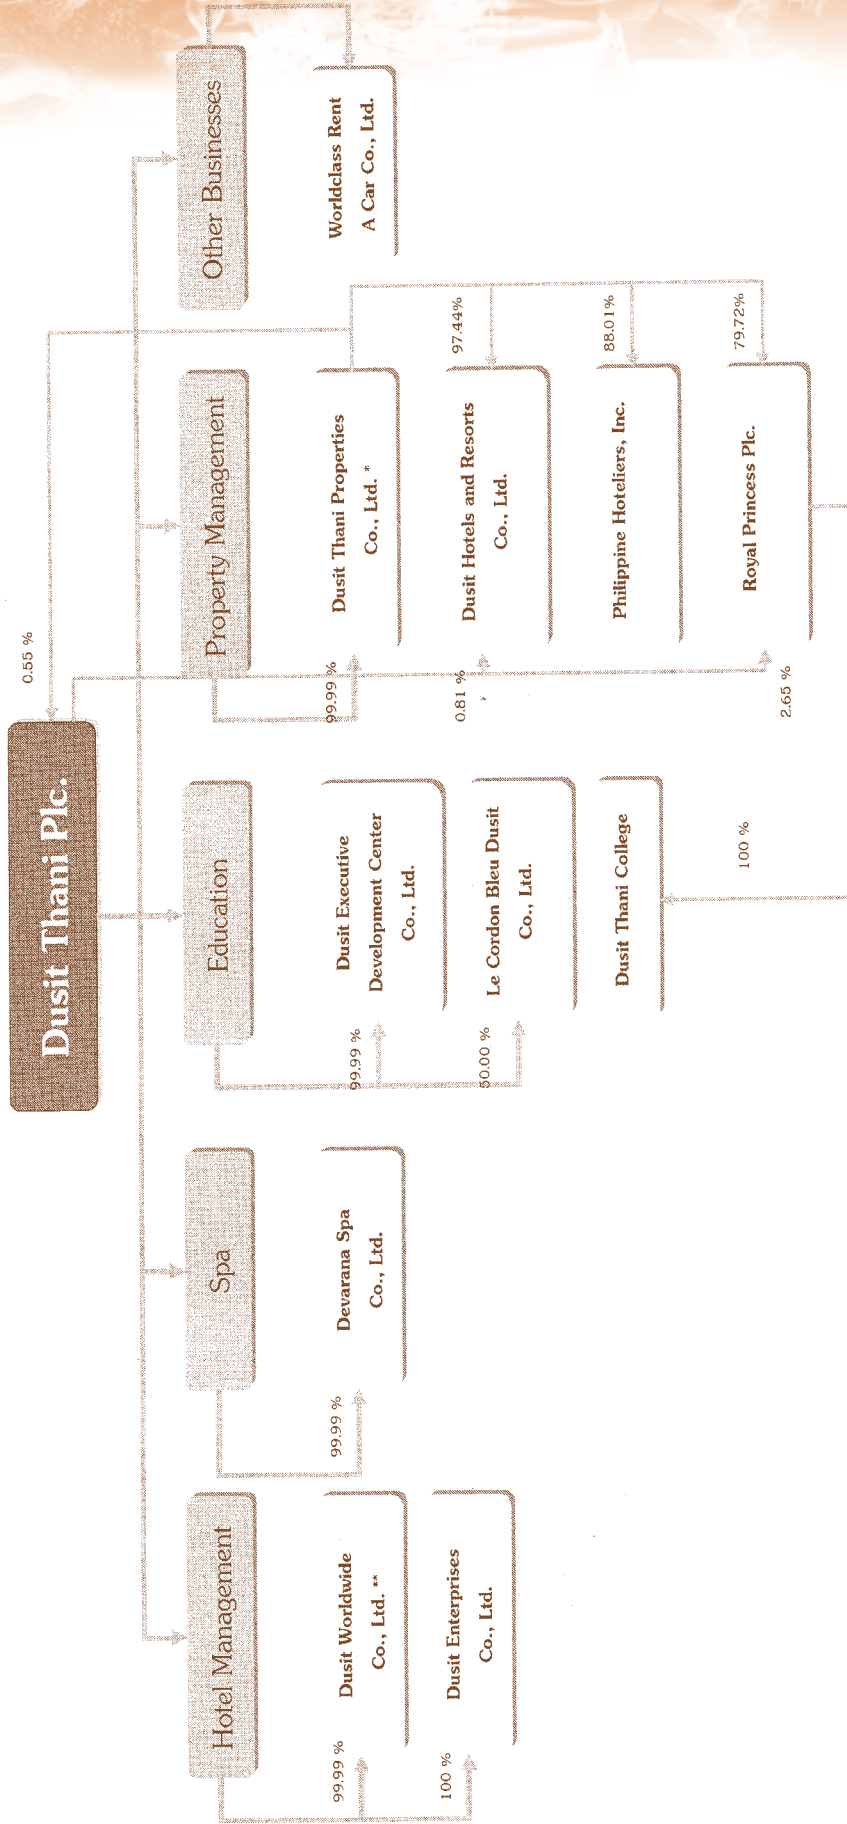 Dusit Thani Plc.
0.55 %
Hotel Management
Spa
Education
Property Management
Other Businesses
99.99 %
Dusit Worldwide
Co., Ltd. **
100 %
Dusit Enterprises
Co., Ltd.
99.99 %
Devarana Spa
Co., Ltd.
99.99 %
Dusit Executive
Development Center
Co., Ltd.
50.00 %
Le Cordon Bleu Dusit
Co., Ltd.
Dusit Thani College
100 %
99.99 %
Dusit Thani Properties
Co., Ltd. *
0.81 %
Dusit Hotels and Resorts
Co., Ltd.
97.44%
Philippine Hoteliers, Inc.
88.01%
2.65 %
Royal Princess Plc.
79.72%
Worldclass Rent
A Car Co., Ltd.